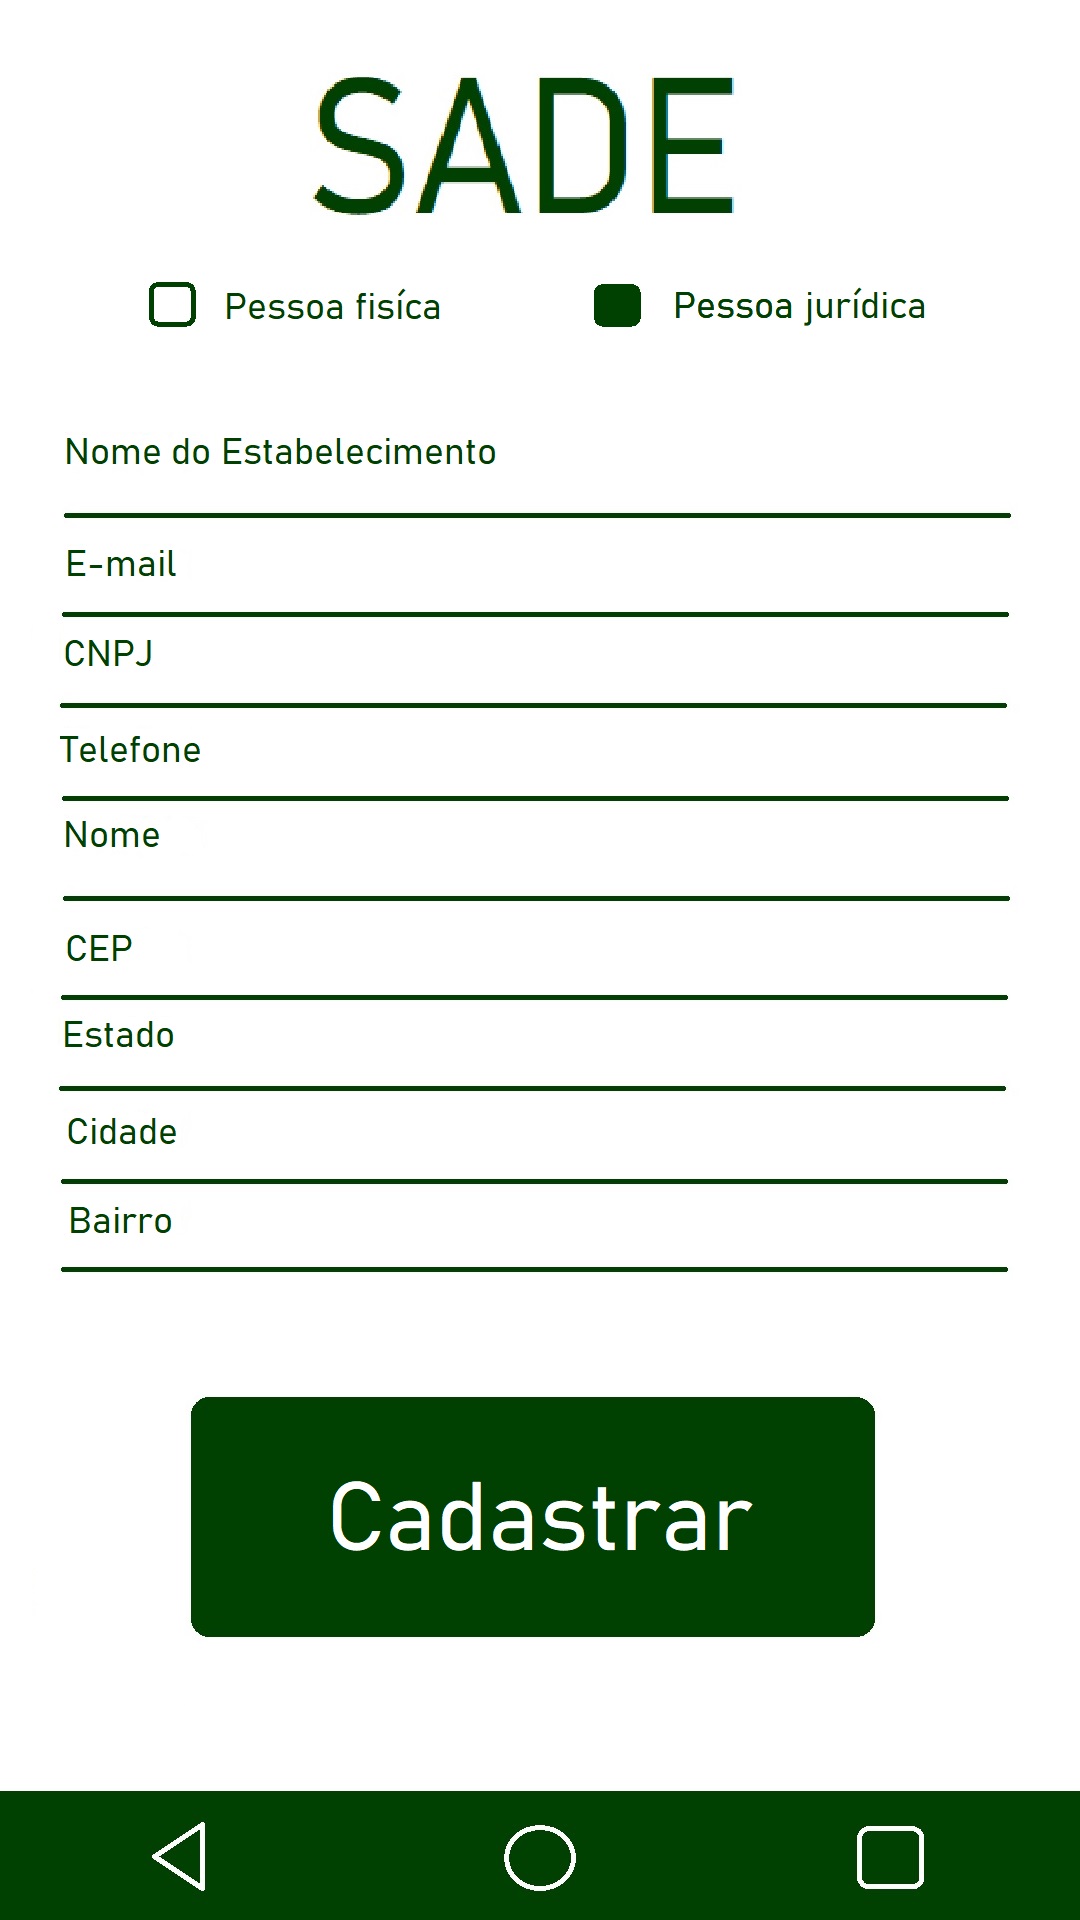 SADE
Pessoa fisíca Pessoa jurídica
Nome do Estabelecimento
E-mail
CNPJ
Telefone
Nome
CEP
Estado
Cidade
Bairro
Cadastrar